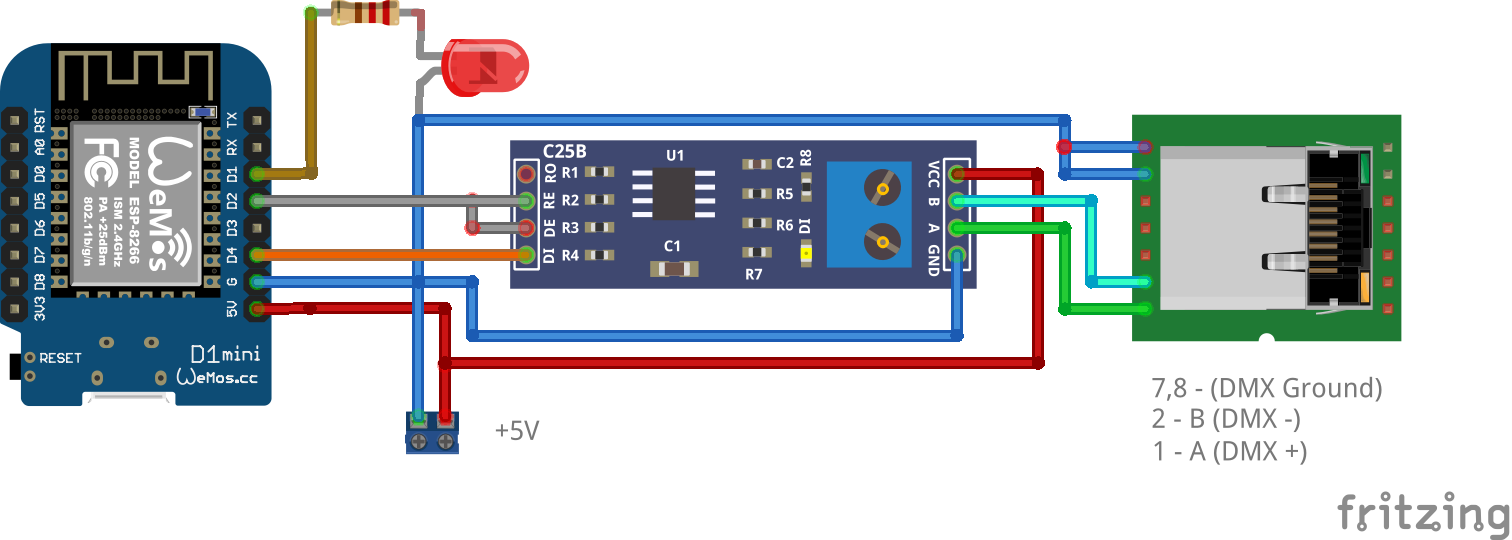 RST
A0
D0
D5
D6
D7
D8
3V3
TX
RX
D1
D2
D3
D4
G
5V
WeMos
MODEL ESP-8266
ISM 2.4GHz
PA +25dBm
802.11b/g/n
FC
RESET
D1 mini
WeMos.cc
C25B
RO
RE
DE
DI
R1
R2
R3
R4
U1
C1
C2
R5
R6
R7
R8
DI
VCC
B
A
GND
+5V
7,8 - (DMX Ground)
2 - B (DMX -)
1 - A (DMX +)
fritzing